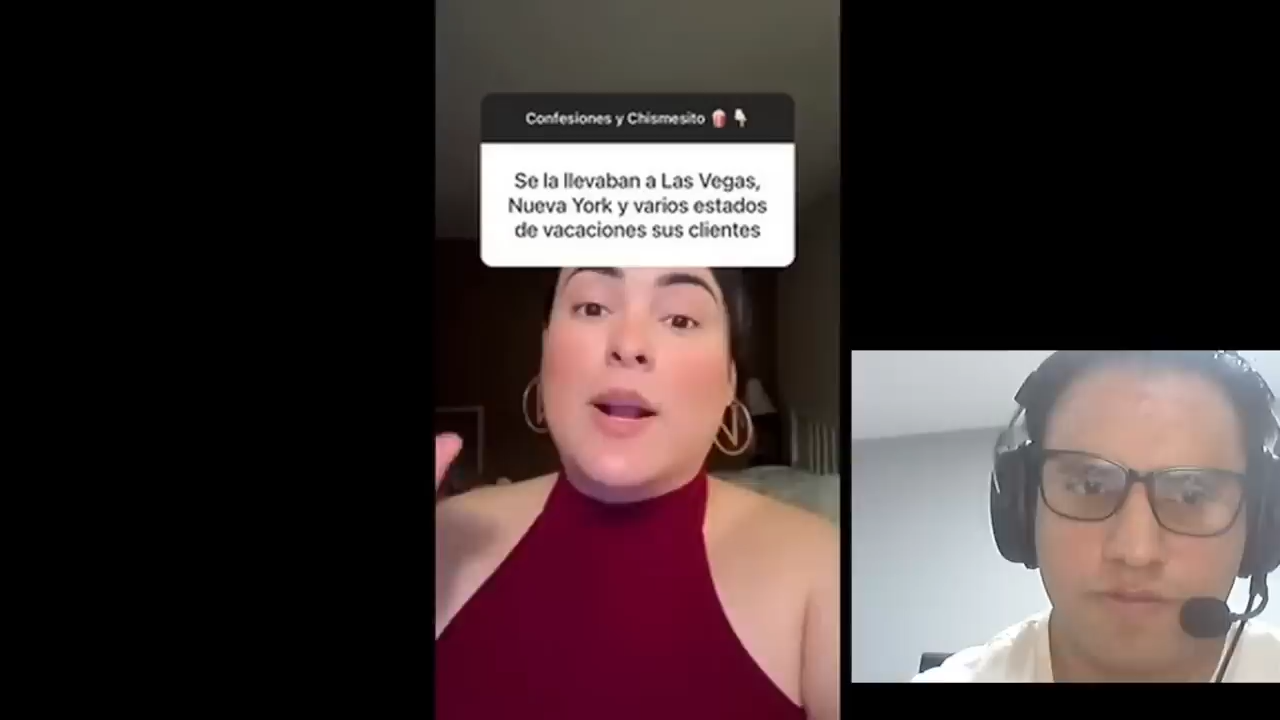 Confesiones y Chismesito 🍿👇
Se la llevaban a Las Vegas,
Nueva York y varios estados
de vacaciones sus clientes